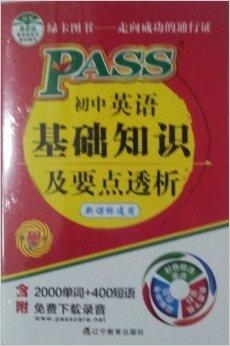 绿卡图书——走向成功的通行证
PASS
初中英语
基础知识
及要点透析
新课标适用
含 2000单词+400短语
附 免费下载录音
www.passcare.net
辽宁教育出版社